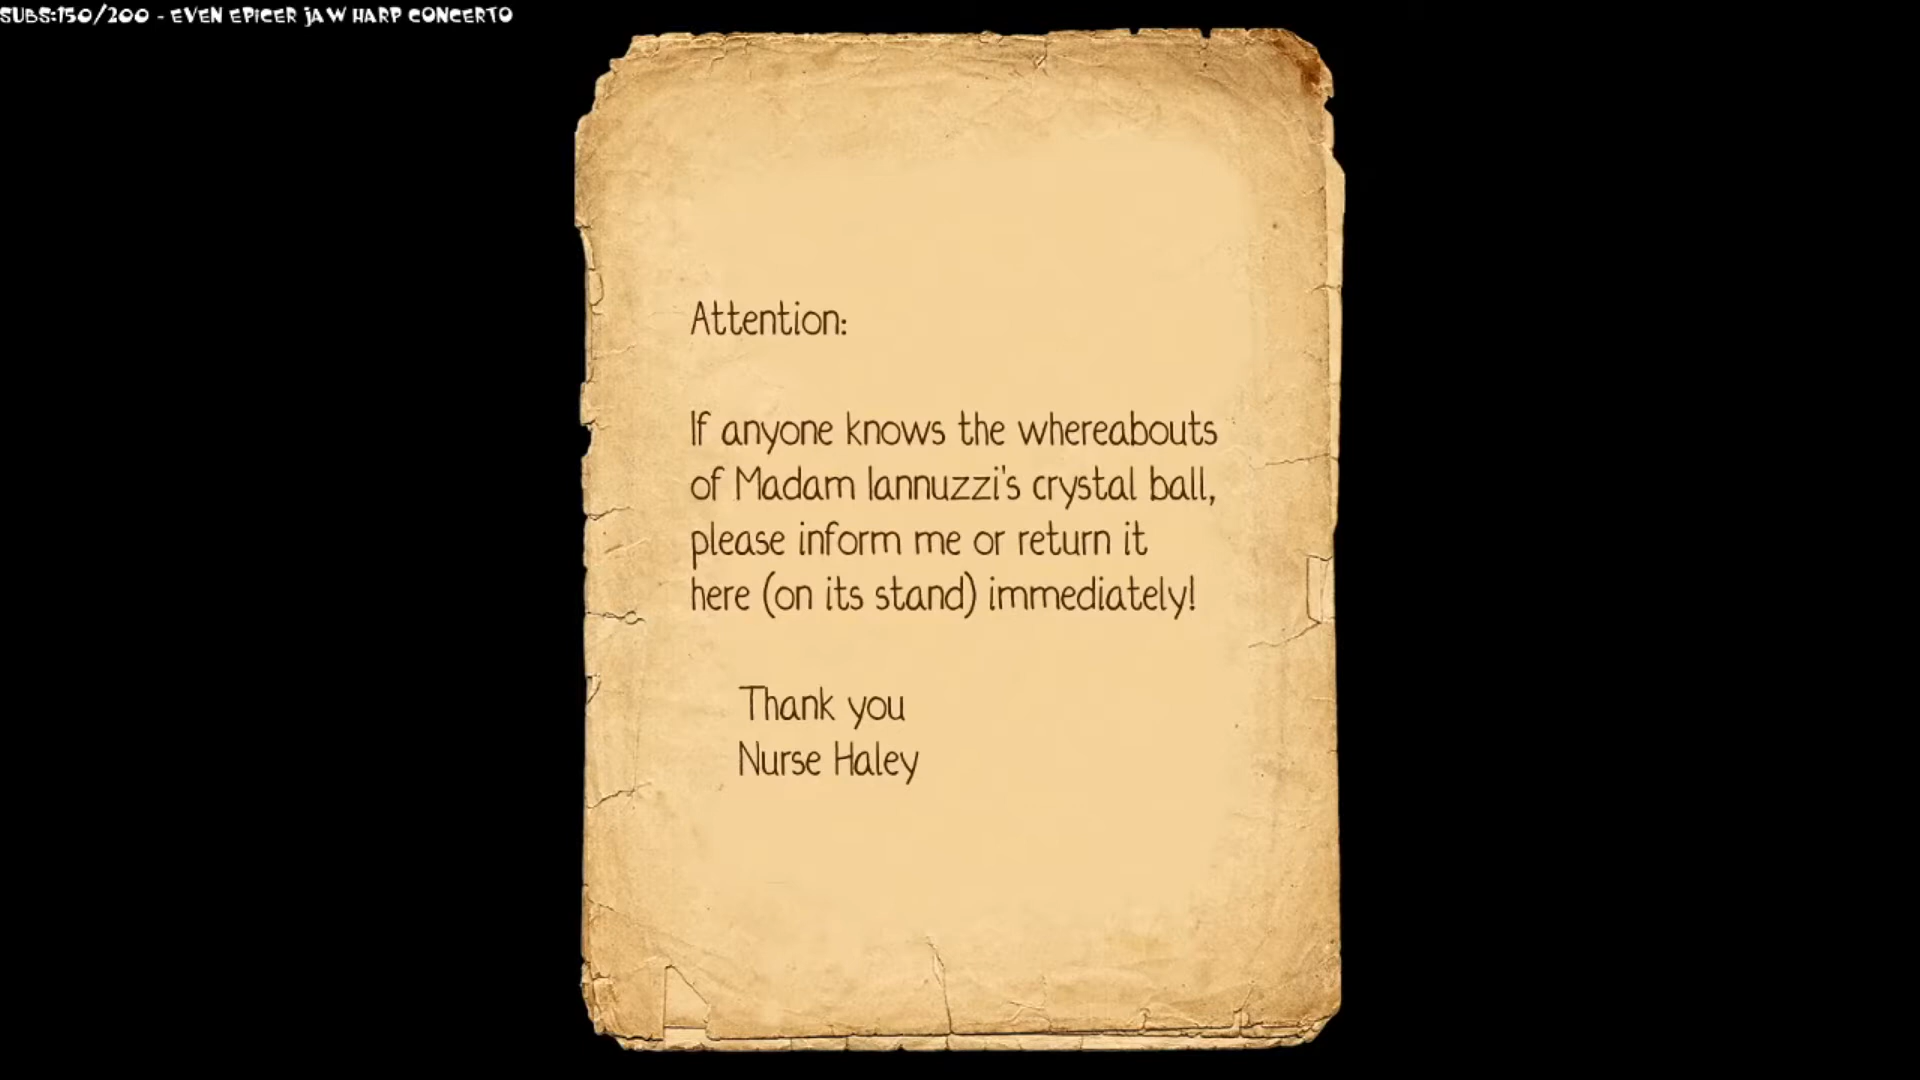 SUBS:150/200 - EVEN EPICER JAW HARP CONCERTO
Attention:
If anyone knows the whereabouts
of Madam Iannuzzi's crystal ball,
please inform me or return it
here (on its stand) immediately!
Thank you
Nurse Haley